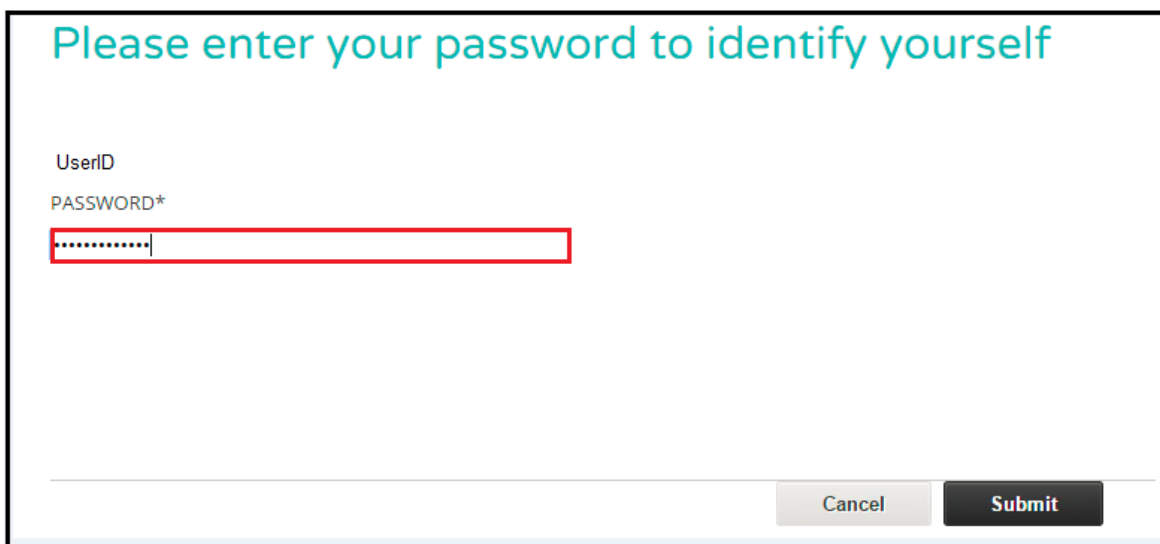 Please enter your password to identify yourself
UserID
PASSWORD*
•••••••••••••
Cancel Submit